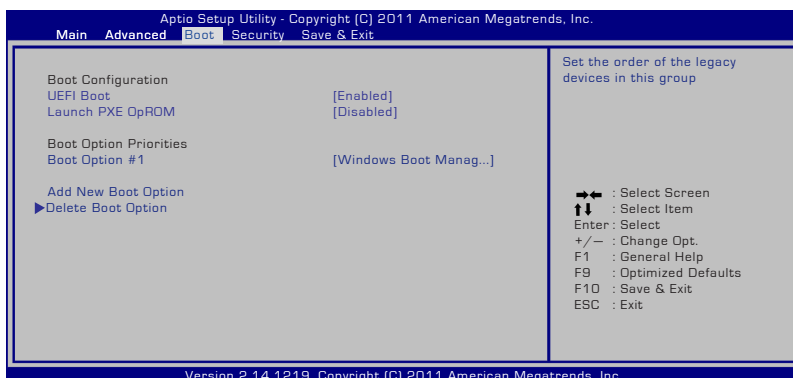 Aptio Setup Utility - Copyright (C) 2011 American Megatrends, Inc.
Main Advanced Boot Security Save & Exit
Boot Configuration
UEFI Boot [Enabled]
Launch PXE OpROM [Disabled]
Boot Option Priorities
Boot Option #1 [Windows Boot Manag...]
Add New Boot Option
Delete Boot Option
Set the order of the legacy
devices in this group
→← : Select Screen
↑↓ : Select Item
Enter : Select
+/— : Change Opt.
F1 : General Help
F9 : Optimized Defaults
F10 : Save & Exit
ESC : Exit
Version 2.14.1219. Copyright (C) 2011 American Megatrends, Inc.